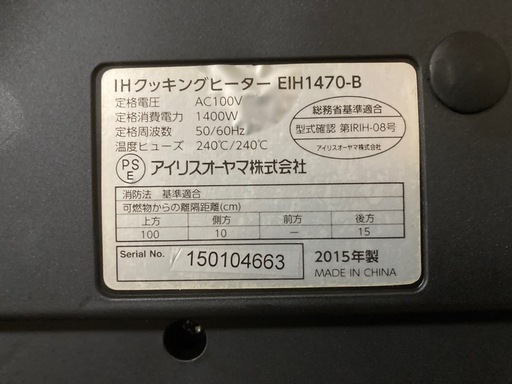 IHクッキングヒーター EIH1470-B
定格電圧 AC100V
定格消費電力 1400W
定格周波数 50/60Hz
温度ヒューズ 240℃/240℃
総務省基準適合
型式確認 第IRIH-08号
アイリスオーヤマ株式会社
PS
E
アイリスオーヤマ株式会社
消防法 基準適合
可燃物からの離隔距離(cm)
上方 側方 前方 後方
100 10 ー 15
Serial No. 150104663
2015年製
MADE IN CHINA